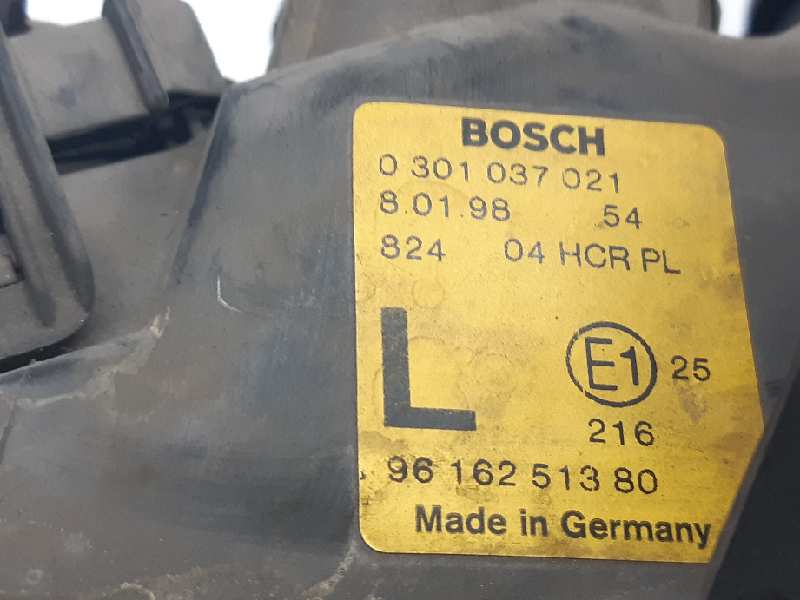 BOSCH
0 301 037 021
8.01.98 54
824 04 HCR PL
L E1 25
216
96 162 513 80
Made in Germany